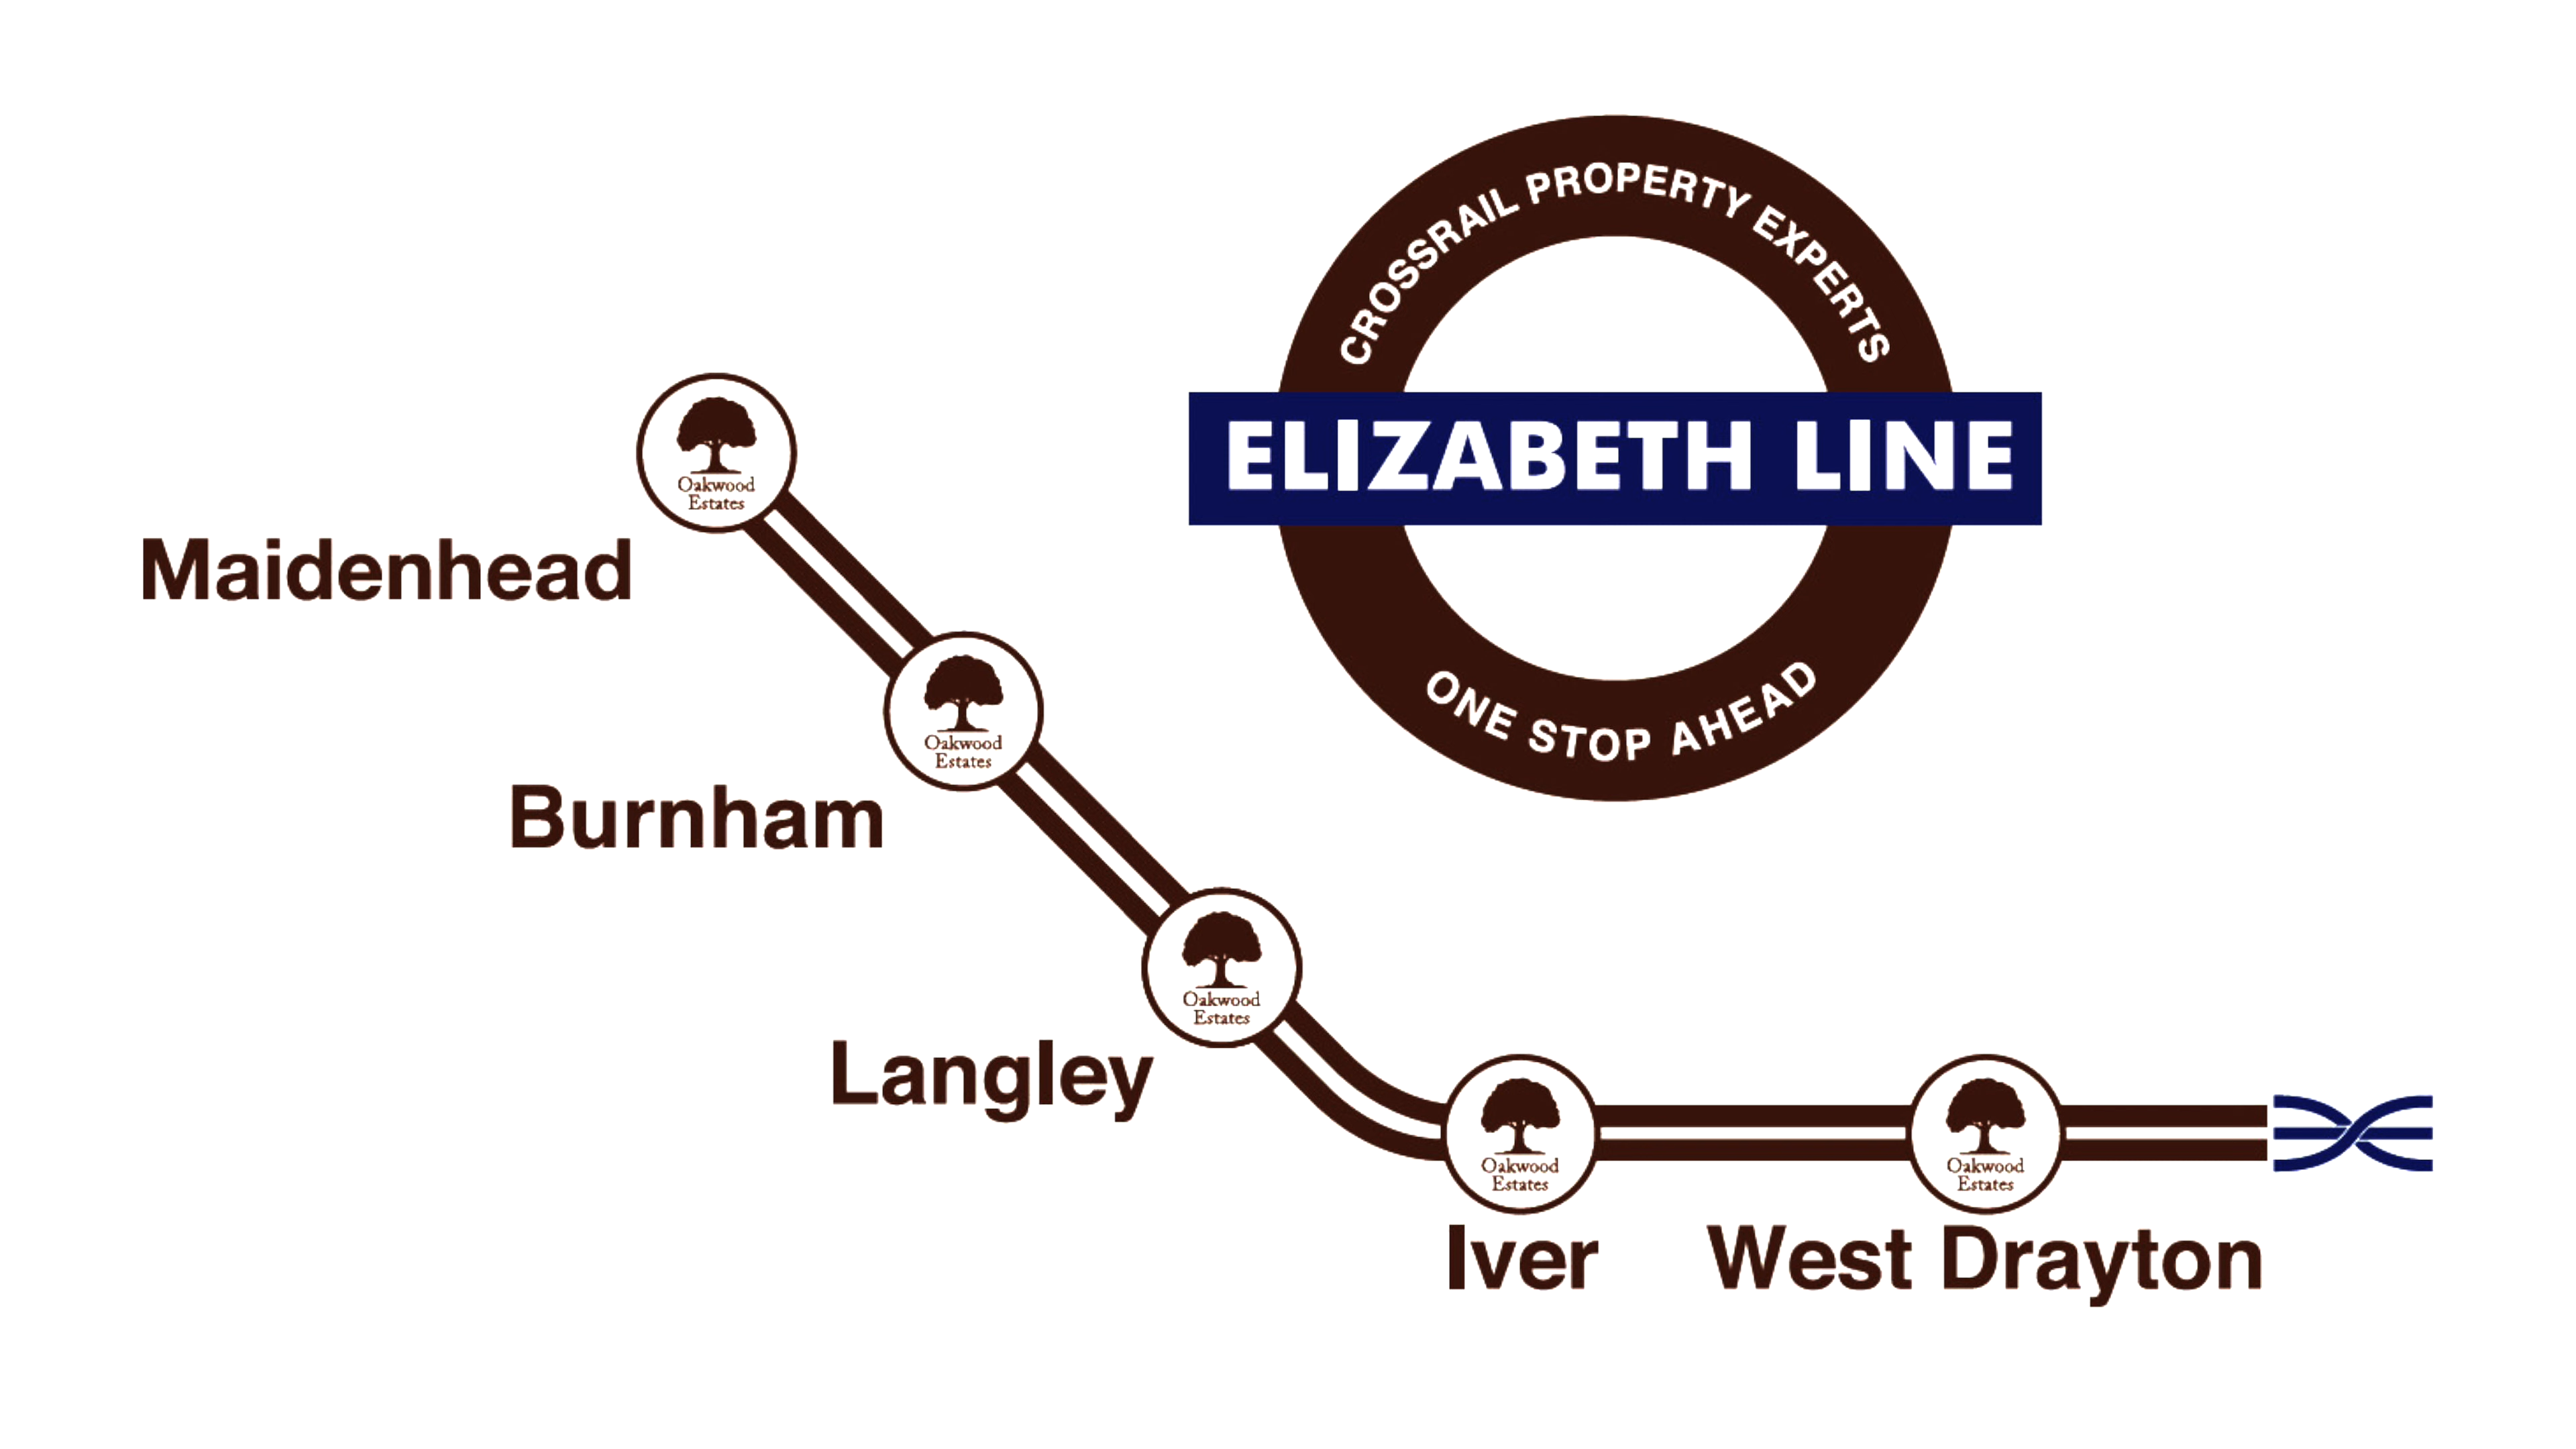 CROSSRAIL PROPERTY EXPERTS
ELIZABETH LINE
ONE STOP AHEAD
Oakwood
Estates
Maidenhead
Oakwood
Estates
Burnham
Oakwood
Estates
Langley
Oakwood
Estates
Iver
Oakwood
Estates
West Drayton